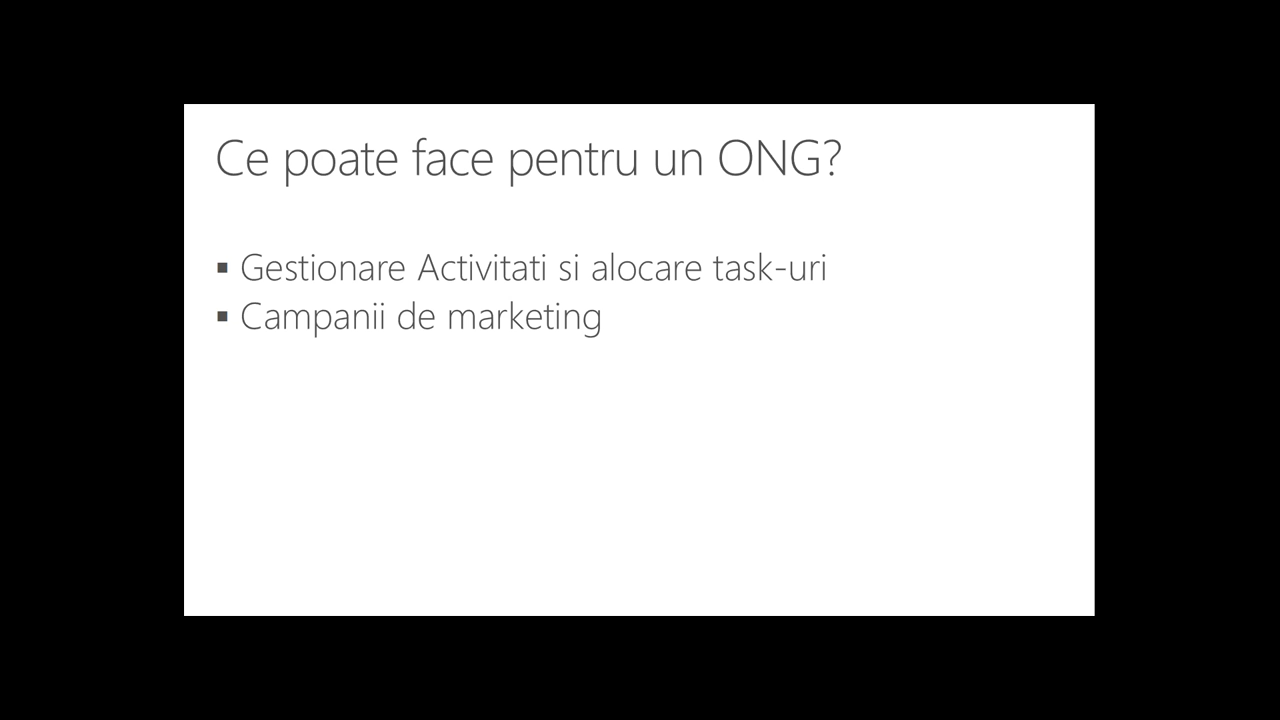 Ce poate face pentru un ONG?
▪ Gestionare Activitati si alocare task-uri
▪ Campanii de marketing